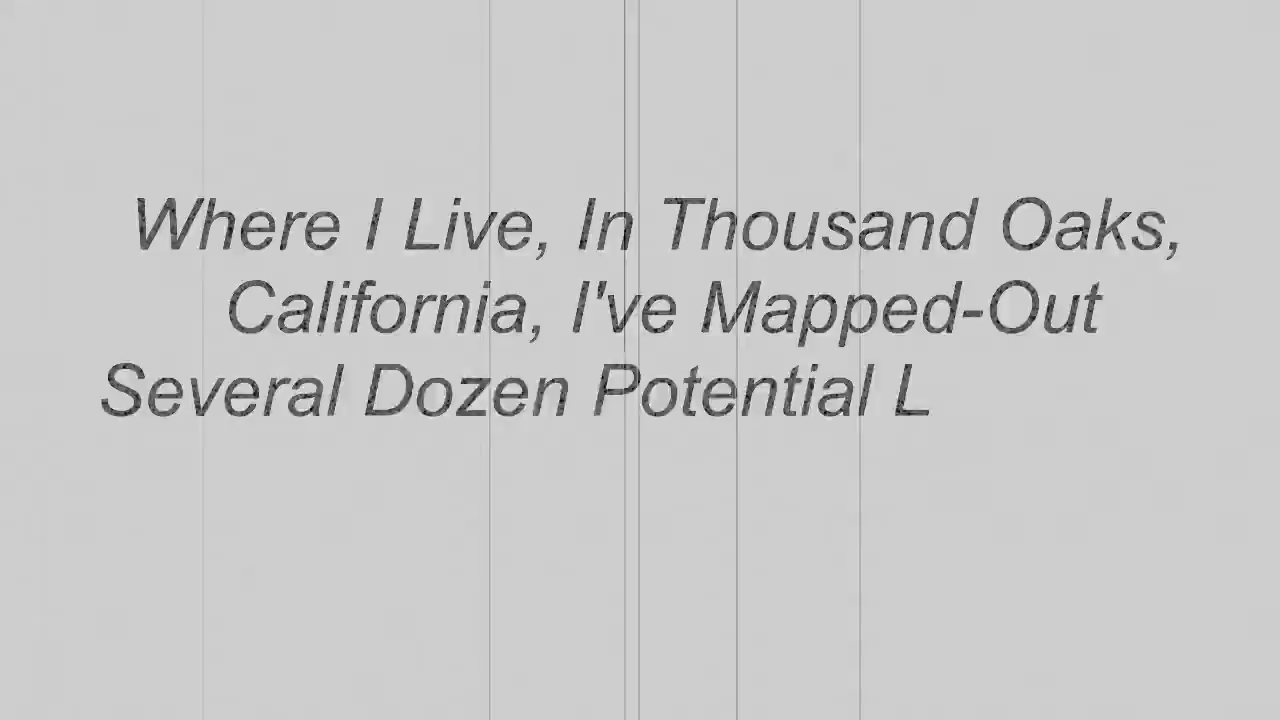 Where I Live, In Thousand Oaks,
California, I've Mapped-Out
Several Dozen Potential L